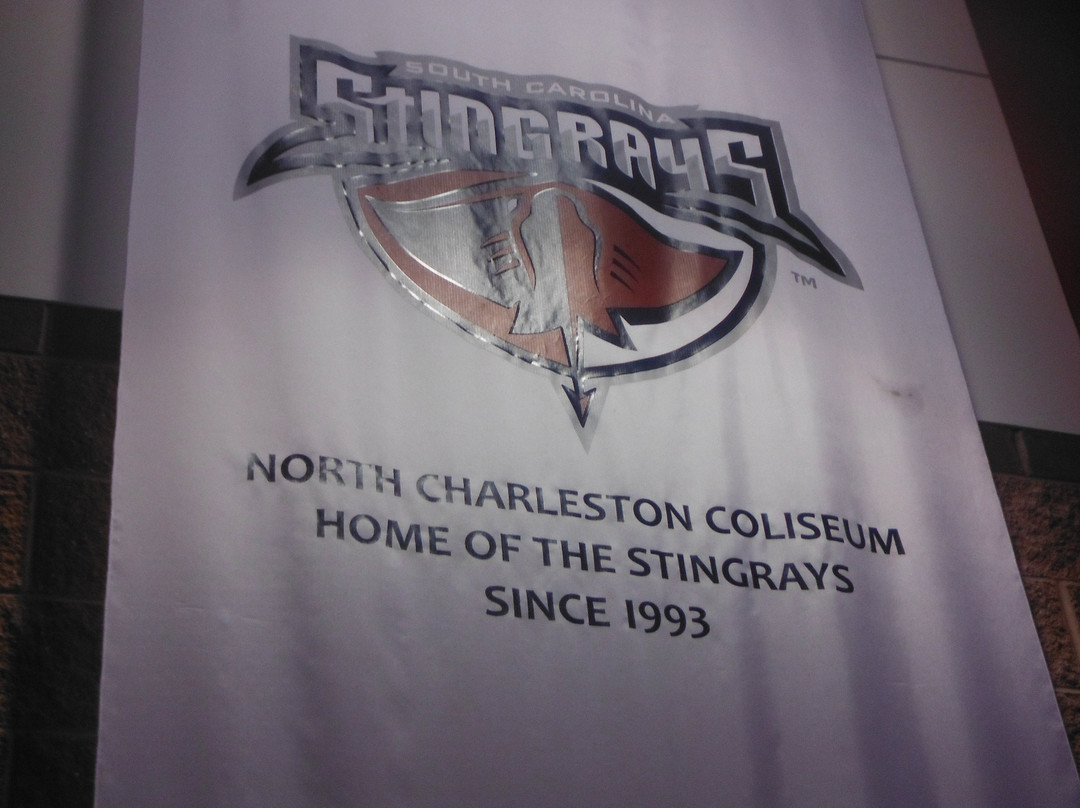 SOUTH CAROLINA
STINGRAYS
TM
NORTH CHARLESTON COLISEUM
HOME OF THE STINGRAYS
SINCE 1993